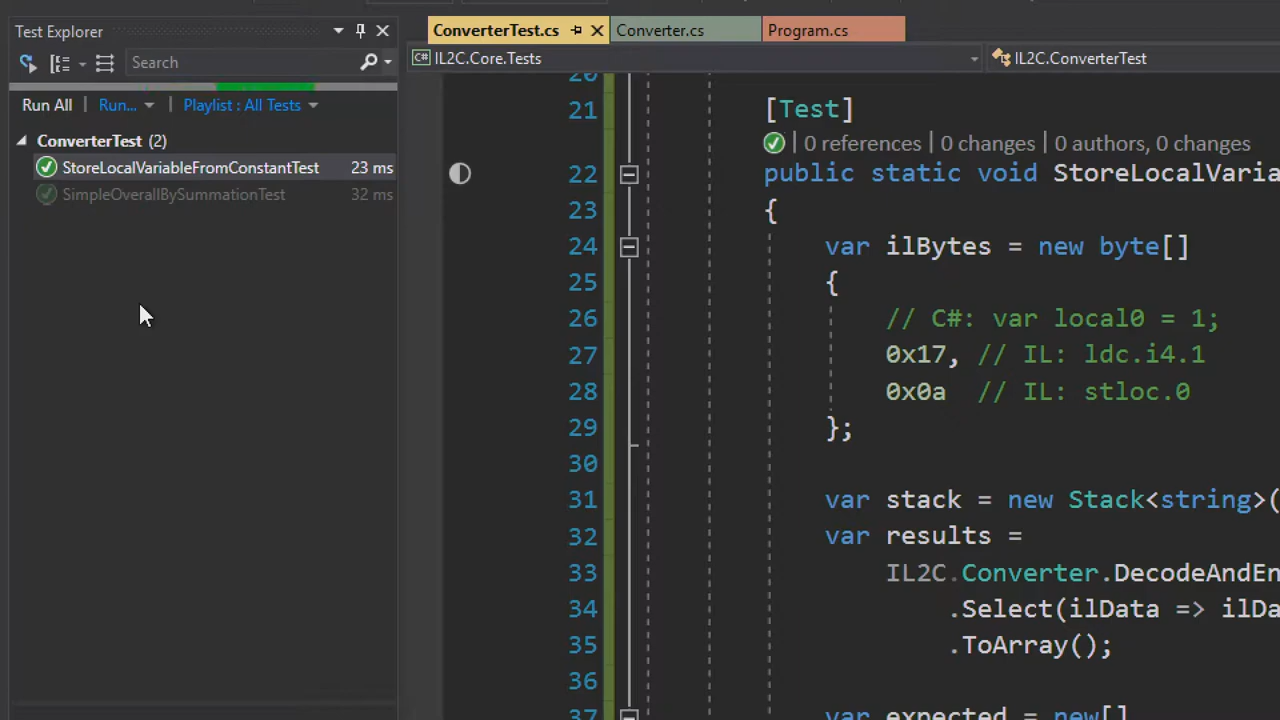 Test Explorer
Search
Run All | Run... | Playlist : All Tests
ConverterTest (2)
StoreLocalVariableFromConstantTest 23 ms
SimpleOverallBySummationTest 32 ms
ConverterTest.cs Converter.cs Program.cs
C# IL2C.Core.Tests IL2C.ConverterTest
20
21 [Test]
| 0 references | 0 changes | 0 authors, 0 changes
22 public static void StoreLocalVaria
23 {
24 var ilBytes = new byte[]
25 {
26 // C#: var local0 = 1;
27 0x17, // IL: ldc.i4.1
28 0x0a // IL: stloc.0
29 };
30
31 var stack = new Stack<string>(
32 var results =
33 IL2C.Converter.DecodeAndEn
34 .Select(ilData => ilDa
35 .ToArray();
36
37 var expected = new[]